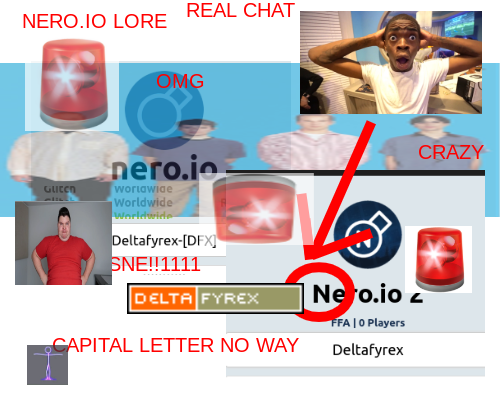 REAL CHAT
NERO.IO LORE
OMG
CRAZY
nero.io
Glitch
Worldwide
Worldwide
Worldwide
Deltafyrex-[DFX]
SNE!!1111
DELTA FYREX
N
Nero.io 2
FFA | 0 Players
Deltafyrex
CAPITAL LETTER NO WAY